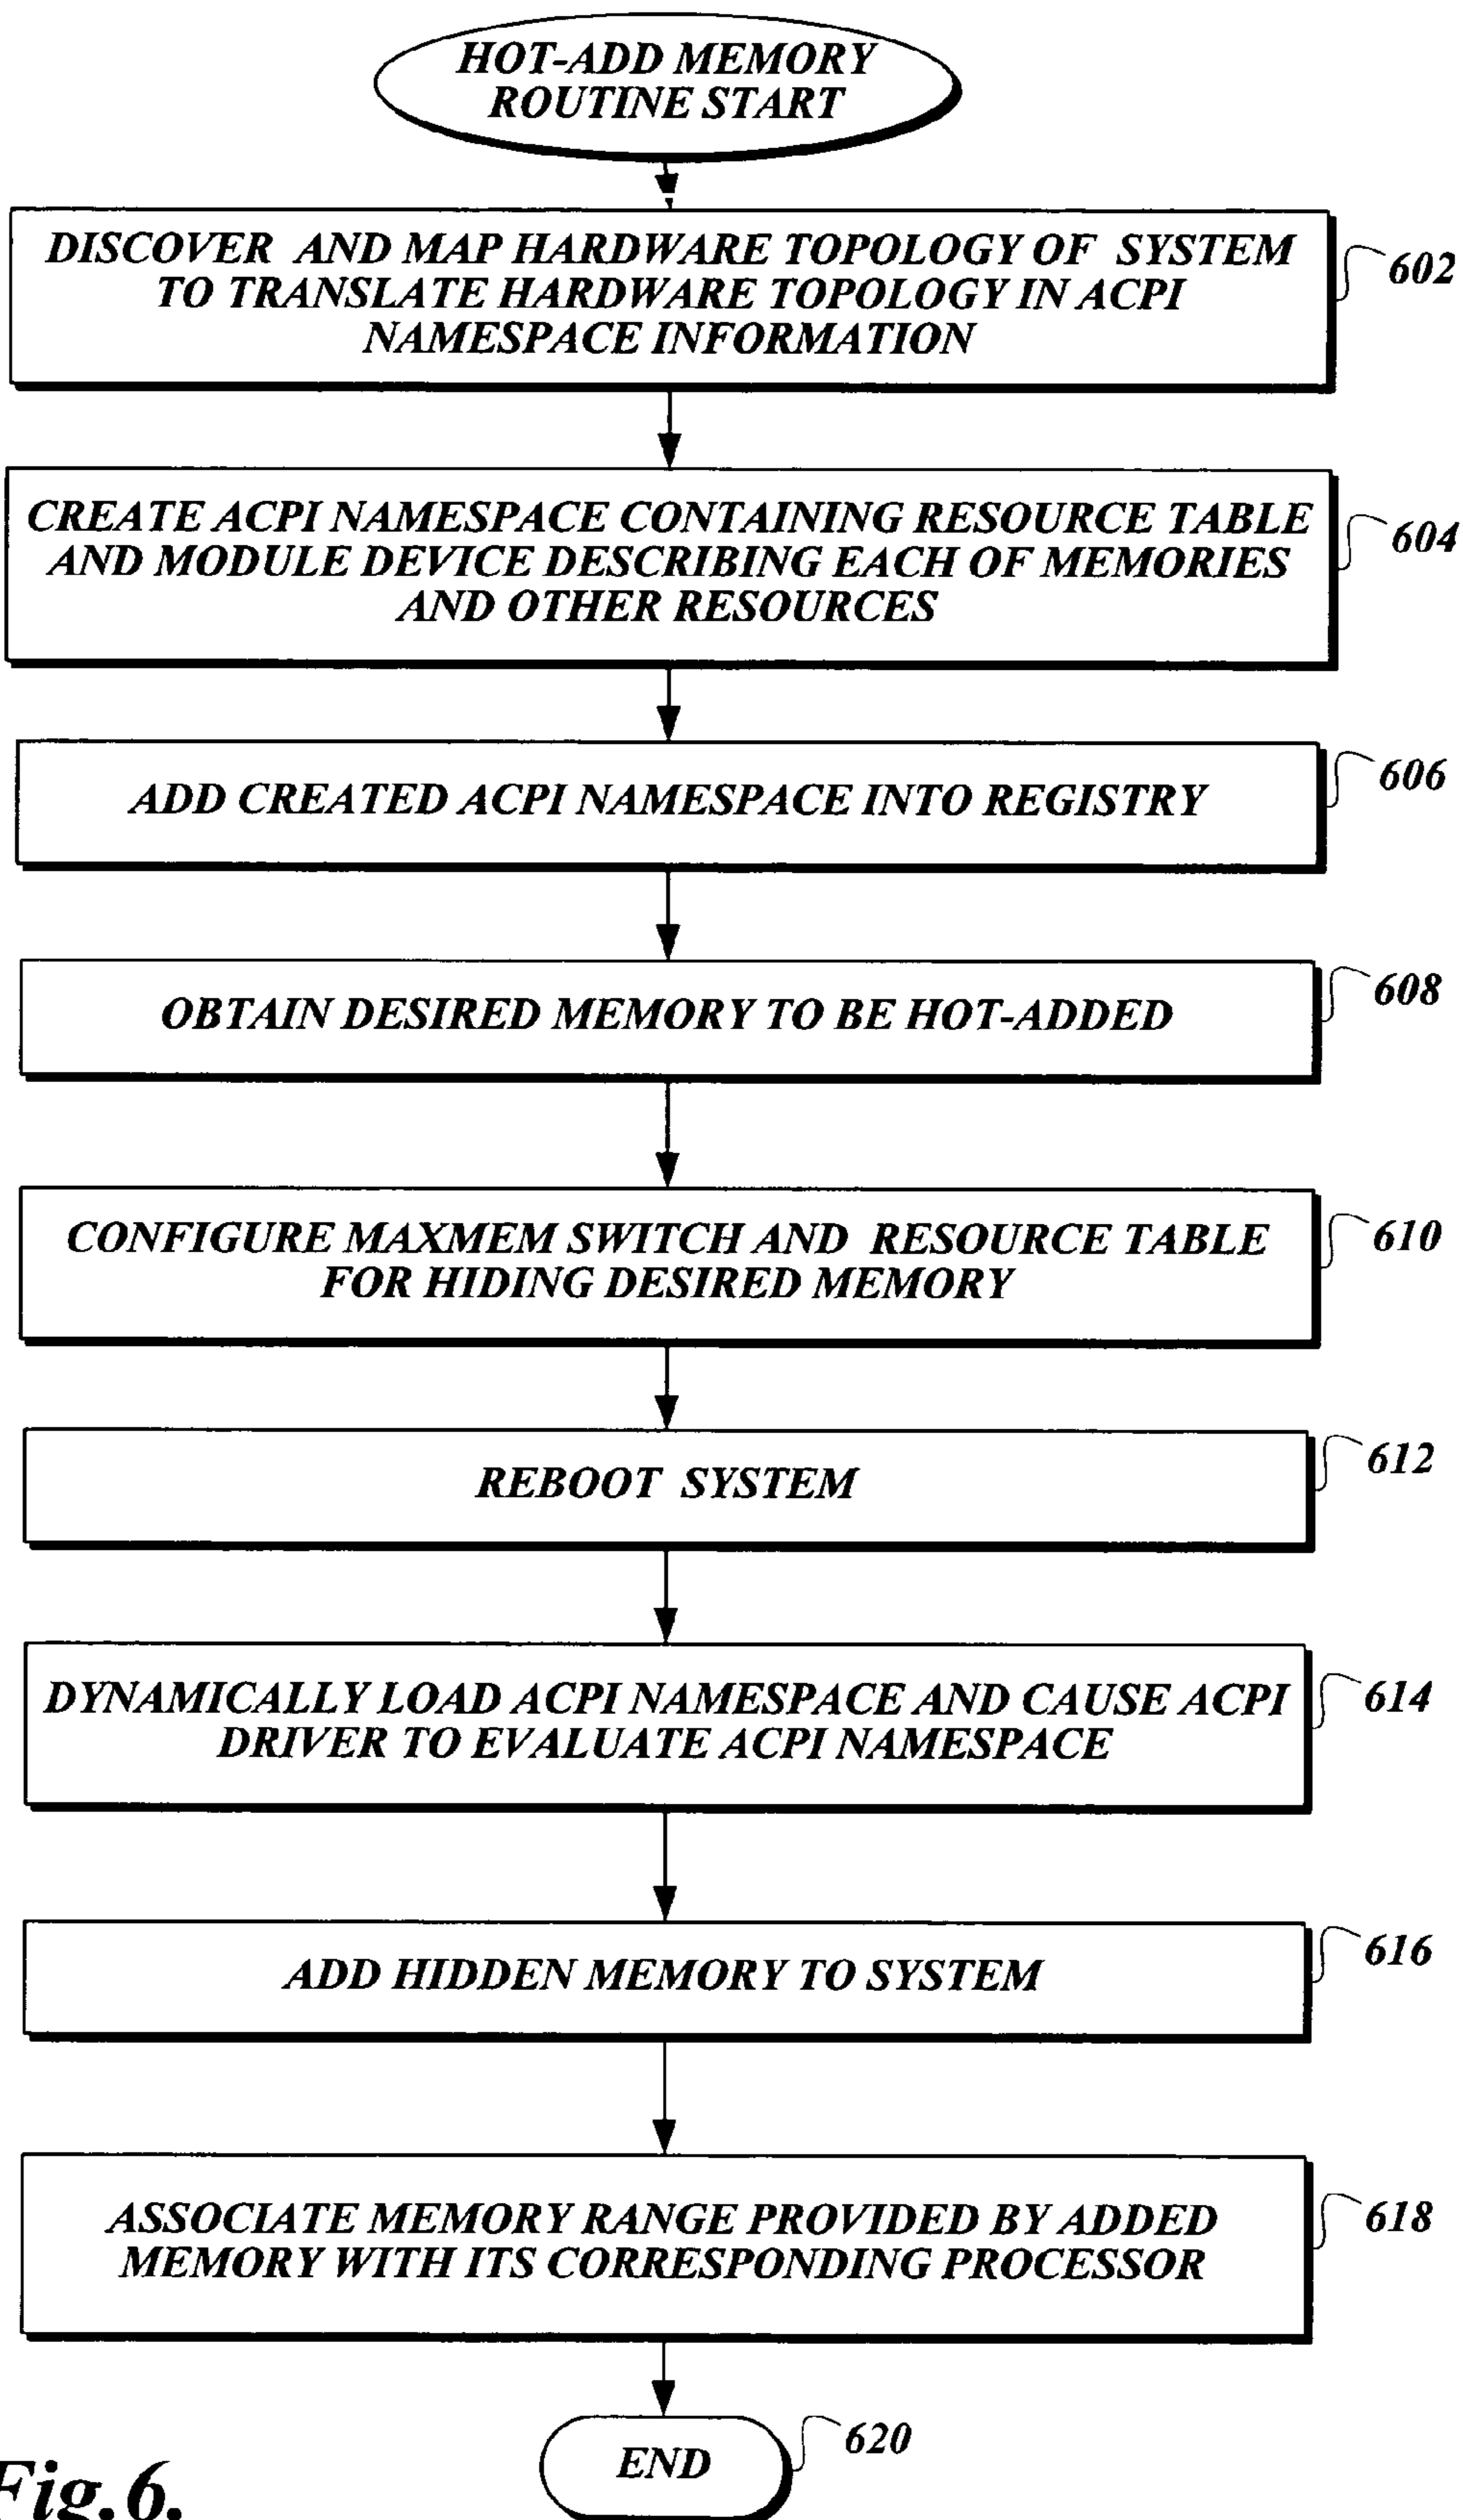 HOT-ADD MEMORY
ROUTINE START
DISCOVER AND MAP HARDWARE TOPOLOGY OF SYSTEM
TO TRANSLATE HARDWARE TOPOLOGY IN ACPI
NAMESPACE INFORMATION
602
CREATE ACPI NAMESPACE CONTAINING RESOURCE TABLE
AND MODULE DEVICE DESCRIBING EACH OF MEMORIES
AND OTHER RESOURCES
604
ADD CREATED ACPI NAMESPACE INTO REGISTRY
606
OBTAIN DESIRED MEMORY TO BE HOT-ADDED
608
CONFIGURE MAXMEM SWITCH AND RESOURCE TABLE
FOR HIDING DESIRED MEMORY
610
REBOOT SYSTEM
612
DYNAMICALLY LOAD ACPI NAMESPACE AND CAUSE ACPI
DRIVER TO EVALUATE ACPI NAMESPACE
614
ADD HIDDEN MEMORY TO SYSTEM
616
ASSOCIATE MEMORY RANGE PROVIDED BY ADDED
MEMORY WITH ITS CORRESPONDING PROCESSOR
618
END
620
Fig.6.